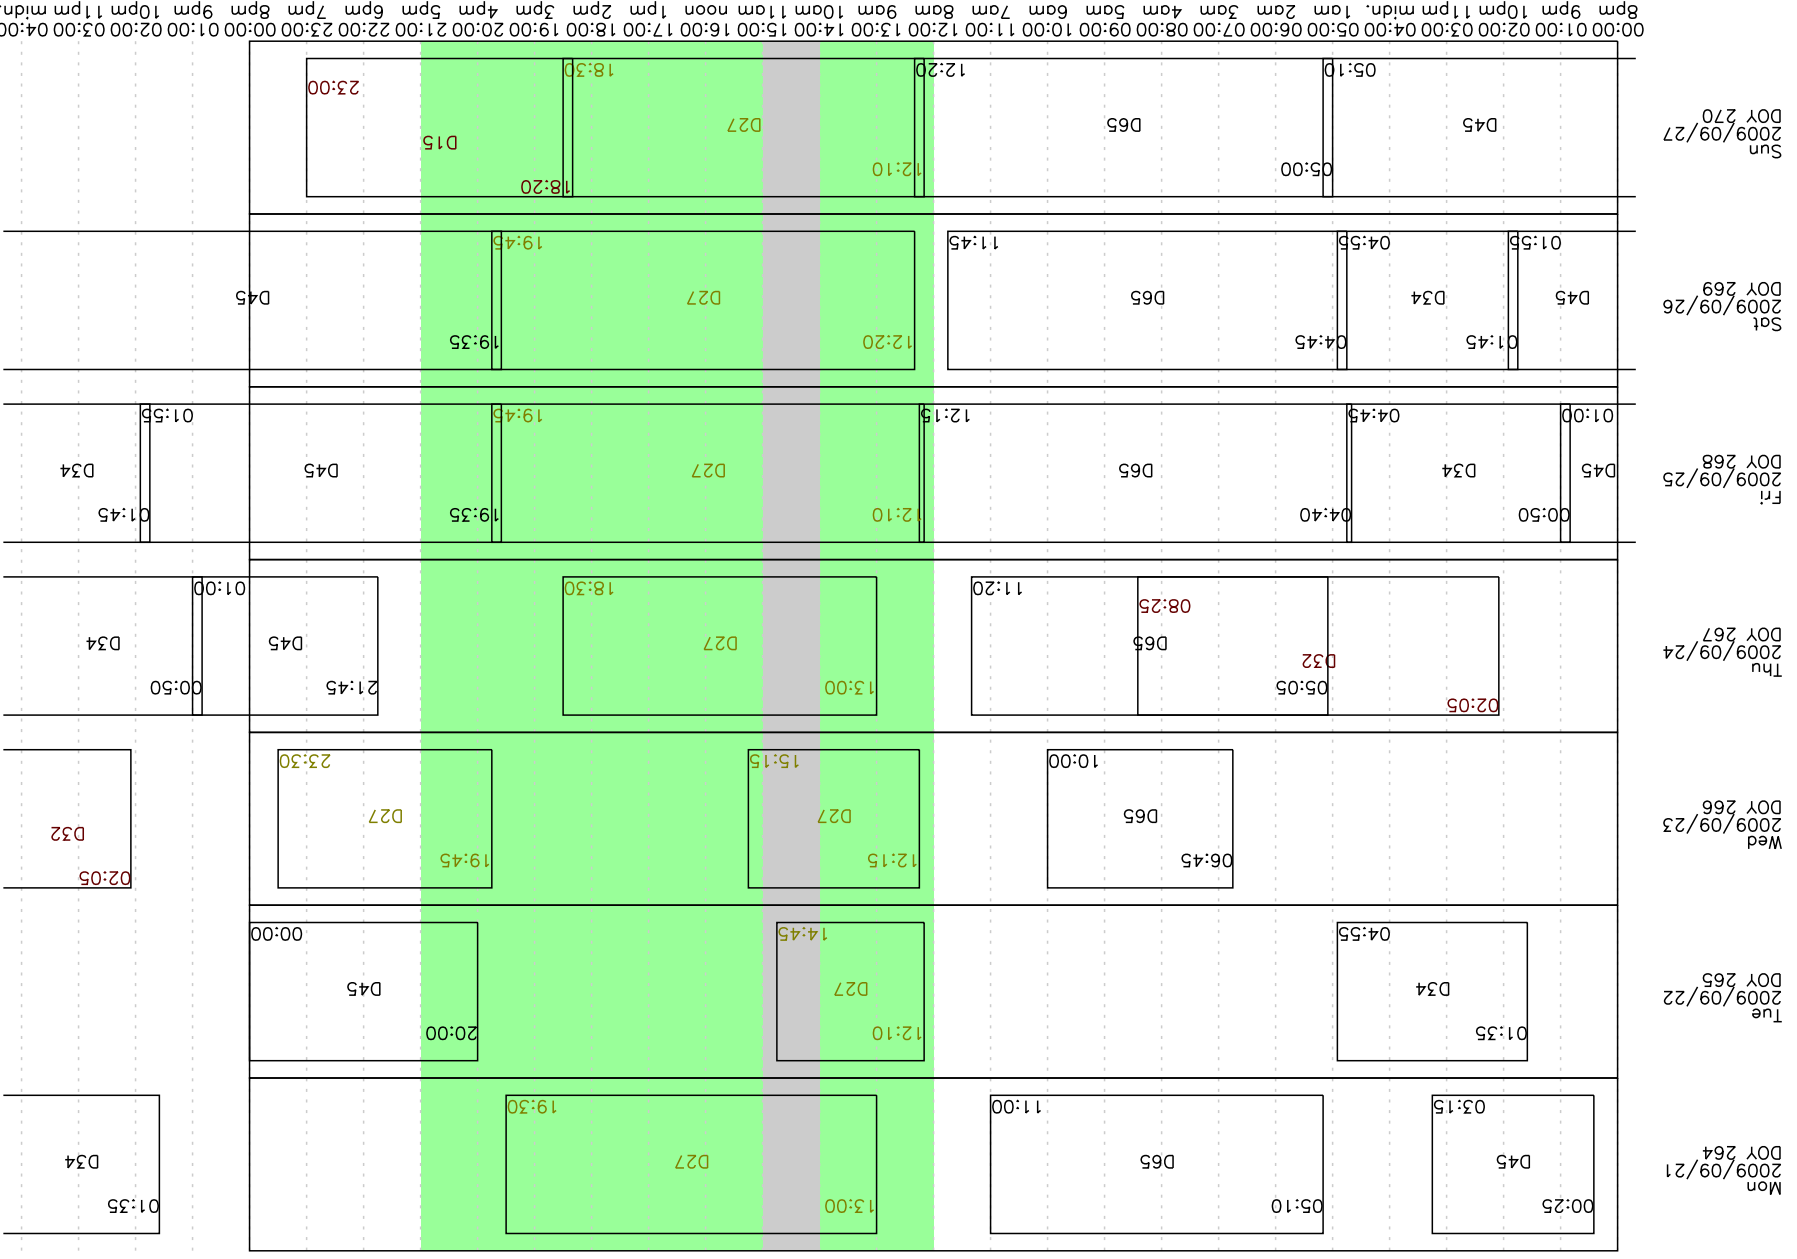 Mon
2009/09/21
DOY 264
00:25 05:10 13:00 01:35
D45 D65 D27 D34
03:15 11:00 19:30
Tue
2009/09/22
DOY 265
01:35 12:10 20:00
D34 D27 D45
04:55 14:45 00:00
Wed
2009/09/23
DOY 266
02:05
06:45 12:15 19:45
D32
D65 D27 D27
10:00 15:15 23:30
Thu
2009/09/24
DOY 267
02:05
05:05 13:00 21:45 00:50
D32
D65 D27 D45 D34
08:25
11:20 18:30 01:00
Fri
2009/09/25
DOY 268
00:50 04:40 12:10 19:35 01:45
D45 D34 D65 D27 D45 D34
01:00 04:45 12:15 19:45 01:55
Sat
2009/09/26
DOY 269
01:45 04:45 12:20 19:35
D45 D34 D65 D27 D45
01:55 04:55 11:45 19:45
Sun
2009/09/27
DOY 270
18:20
05:00 12:10
D15
D45 D65 D27
23:00
05:10 12:20 18:30
00:00 01:00 02:00 03:00 04:00 05:00 06:00 07:00 08:00 09:00 10:00 11:00 12:00 13:00 14:00 15:00 16:00 17:00 18:00 19:00 20:00 21:00 22:00 23:00 00:00 01:00 02:00 03:00 04:00
8pm 9pm 10pm 11pm midn. 1am 2am 3am 4am 5am 6am 7am 8am 9am 10am 11am noon 1pm 2pm 3pm 4pm 5pm 6pm 7pm 8pm 9pm 10pm 11pm midn.